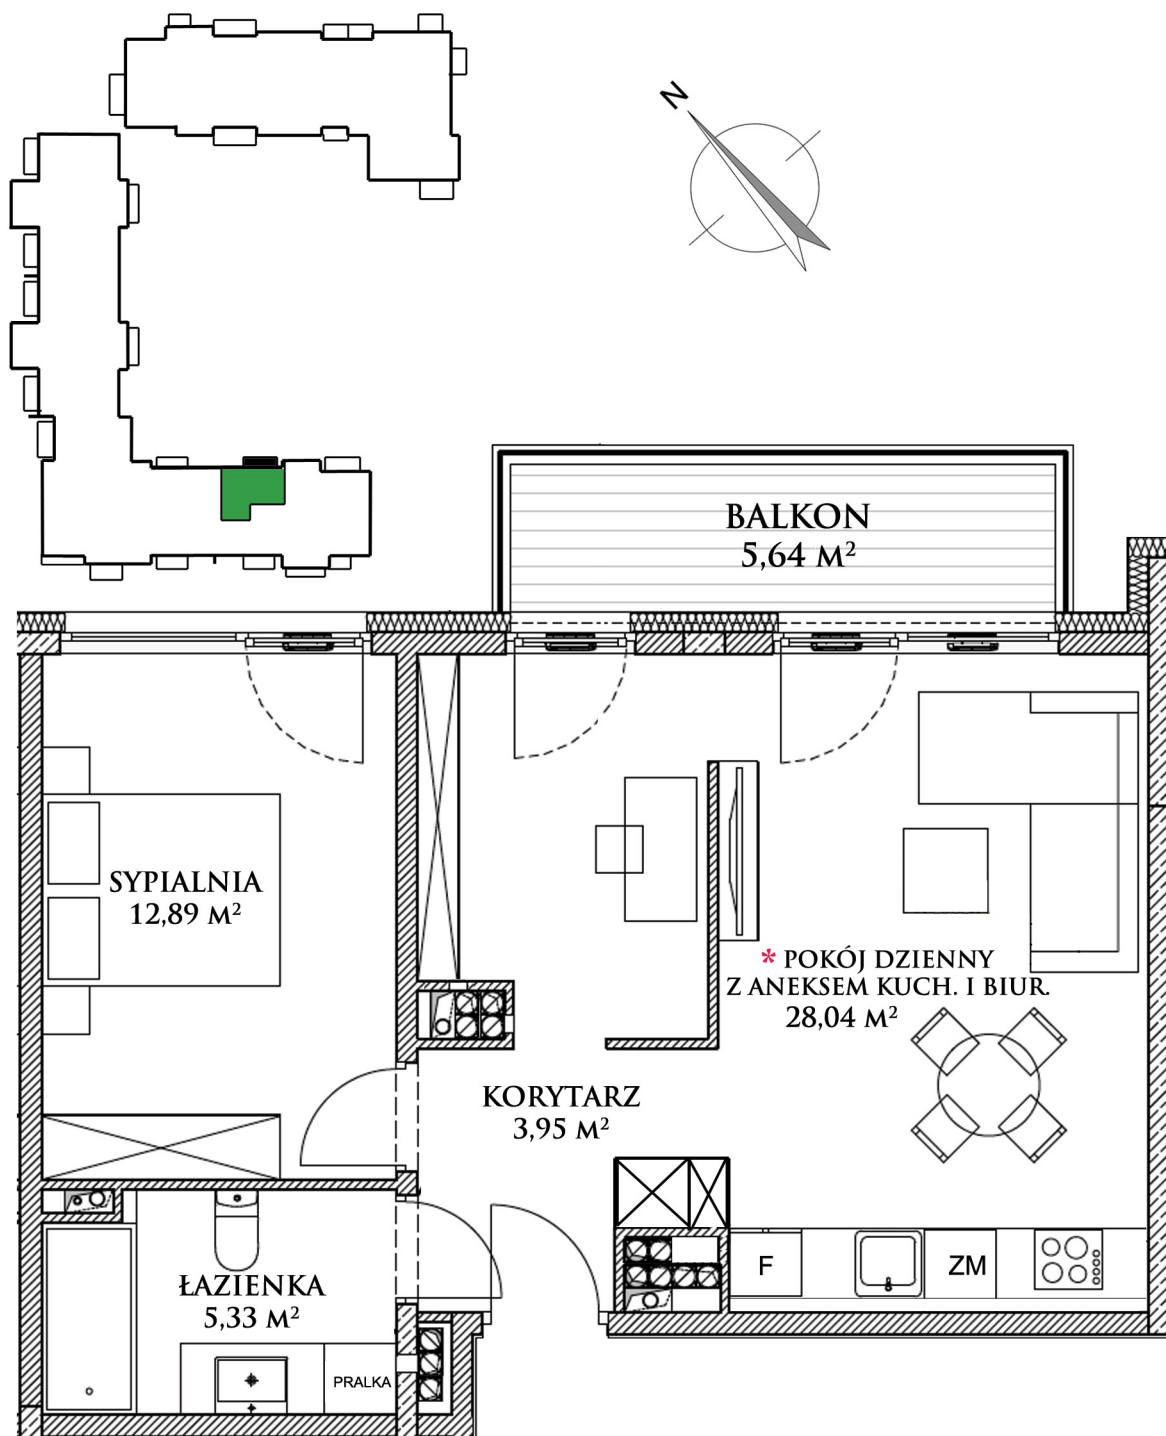 N
BALKON
5,64 M²
SYPIALNIA
12,89 M²
* POKÓJ DZIENNY
Z ANEKSEM KUCH. I BIUR.
28,04 M²
KORYTARZ
3,95 M²
F
ZM
ŁAZIENKA
5,33 M²
PRALKA